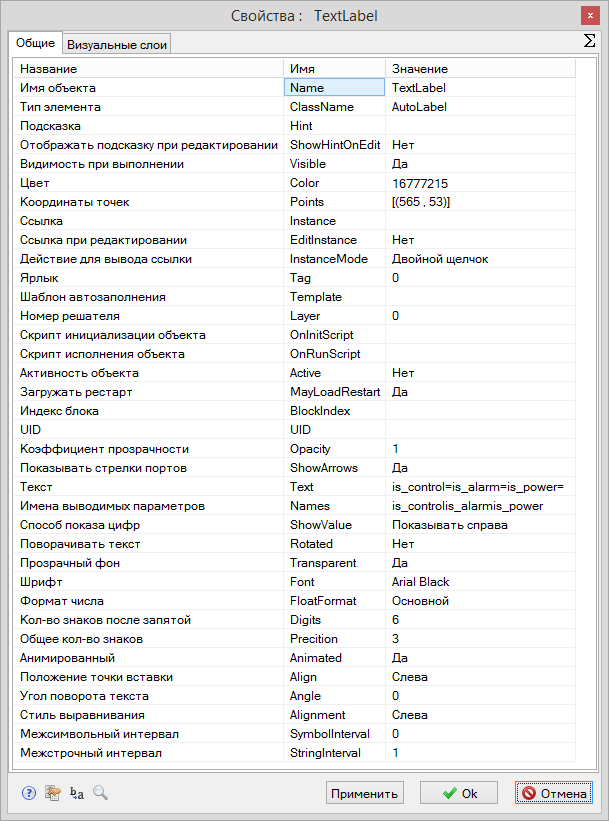 Свойства : TextLabel
x
Общие Визуальные слои Σ
Название Имя Значение
Имя объекта Name TextLabel
Тип элемента ClassName AutoLabel
Подсказка Hint
Отображать подсказку при редактировании ShowHintOnEdit Нет
Видимость при выполнении Visible Да
Цвет Color 16777215
Координаты точек Points [(565 , 53)]
Ссылка Instance
Ссылка при редактировании EditInstance Нет
Действие для вывода ссылки InstanceMode Двойной щелчок
Ярлык Tag 0
Шаблон автозаполнения Template
Номер решателя Layer 0
Скрипт инициализации объекта OnInitScript
Скрипт исполнения объекта OnRunScript
Активность объекта Active Нет
Загружать рестарт MayLoadRestart Да
Индекс блока BlockIndex
UID UID
Коэффициент прозрачности Opacity 1
Показывать стрелки портов ShowArrows Да
Текст Text is_control=is_alarm=is_power=
Имена выводимых параметров Names is_controlis_alarmis_power
Способ показа цифр ShowValue Показывать справа
Поворачивать текст Rotated Нет
Прозрачный фон Transparent Да
Шрифт Font Arial Black
Формат числа FloatFormat Основной
Кол-во знаков после запятой Digits 6
Общее кол-во знаков Precition 3
Анимированный Animated Да
Положение точки вставки Align Слева
Угол поворота текста Angle 0
Стиль выравнивания Alignment Слева
Межсимвольный интервал SymbolInterval 0
Межстрочный интервал StringInterval 1
? ba Применить Ok Отмена